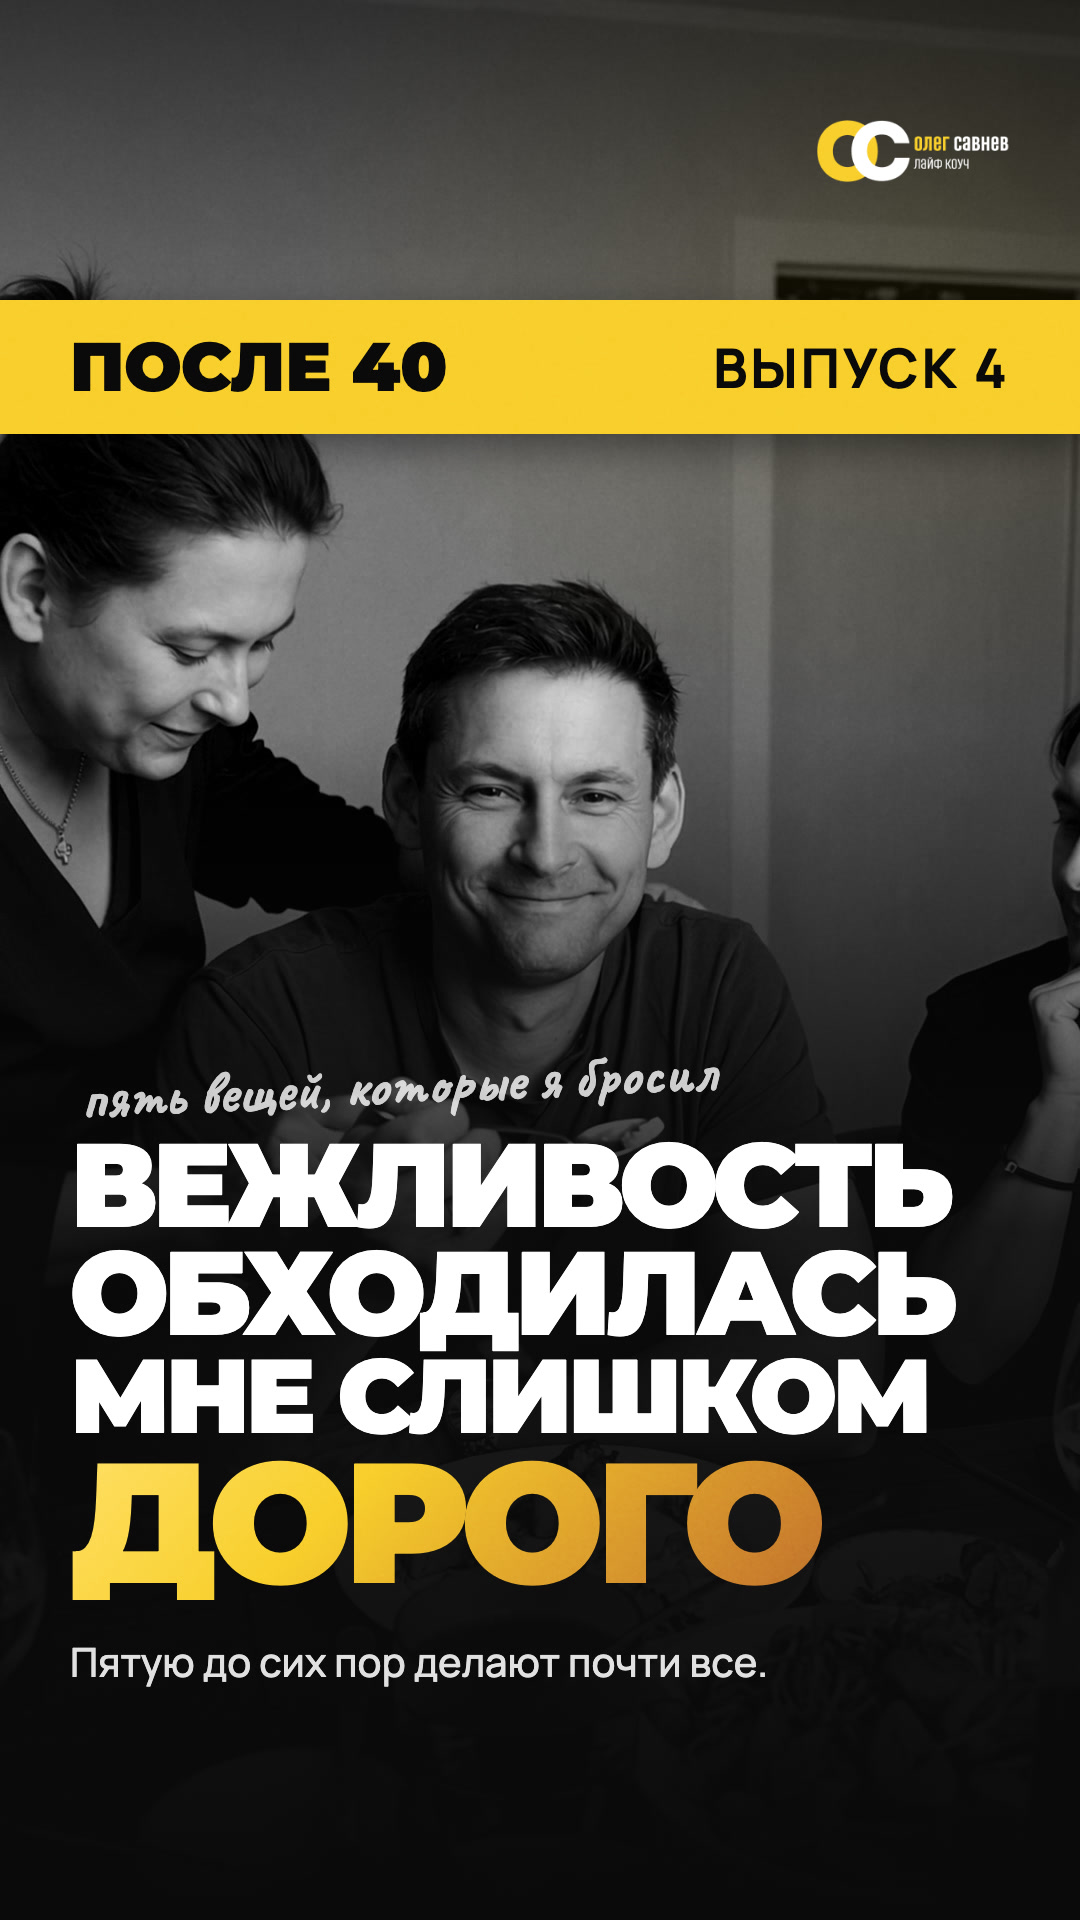 олег савнев
лайф коуч
ПОСЛЕ 40
ВЫПУСК 4
пять вещей, которые я бросил
ВЕЖЛИВОСТЬ
ОБХОДИЛАСЬ
МНЕ СЛИШКОМ
ДОРОГО
Пятую до сих пор делают почти все.